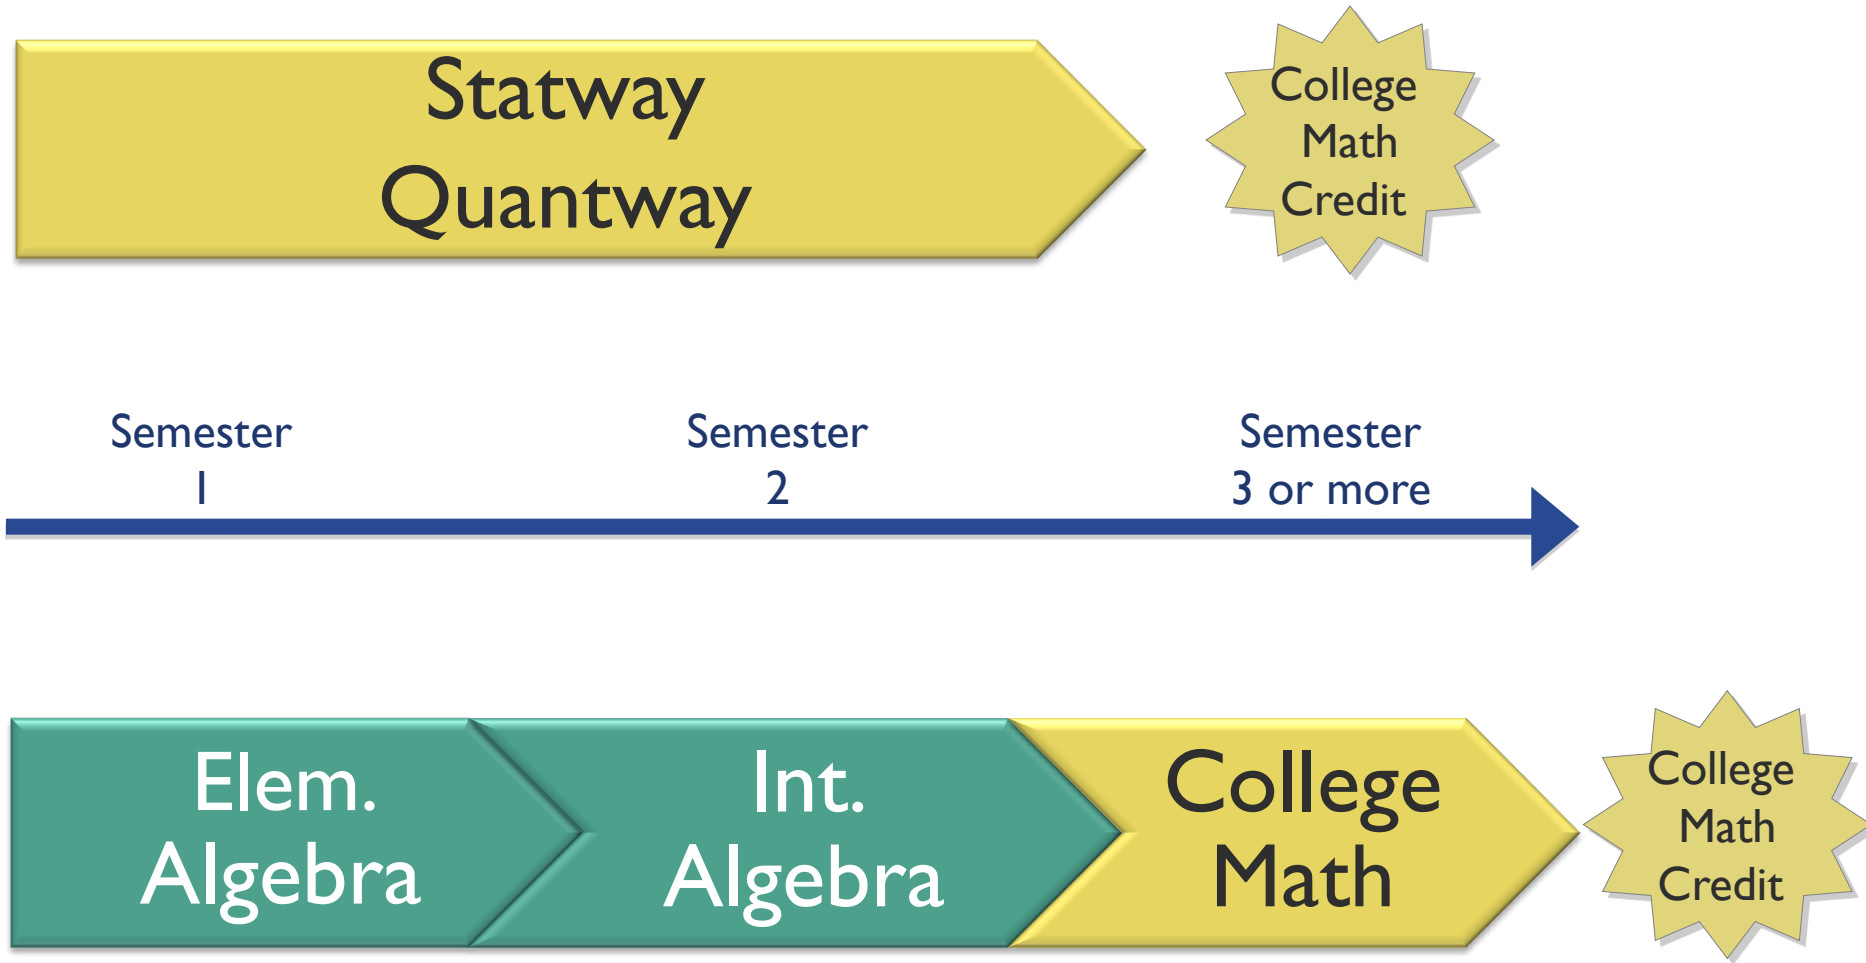 Statway
Quantway
College
Math
Credit
Semester
1
Semester
2
Semester
3 or more
Elem.
Algebra
Int.
Algebra
College
Math
College
Math
Credit